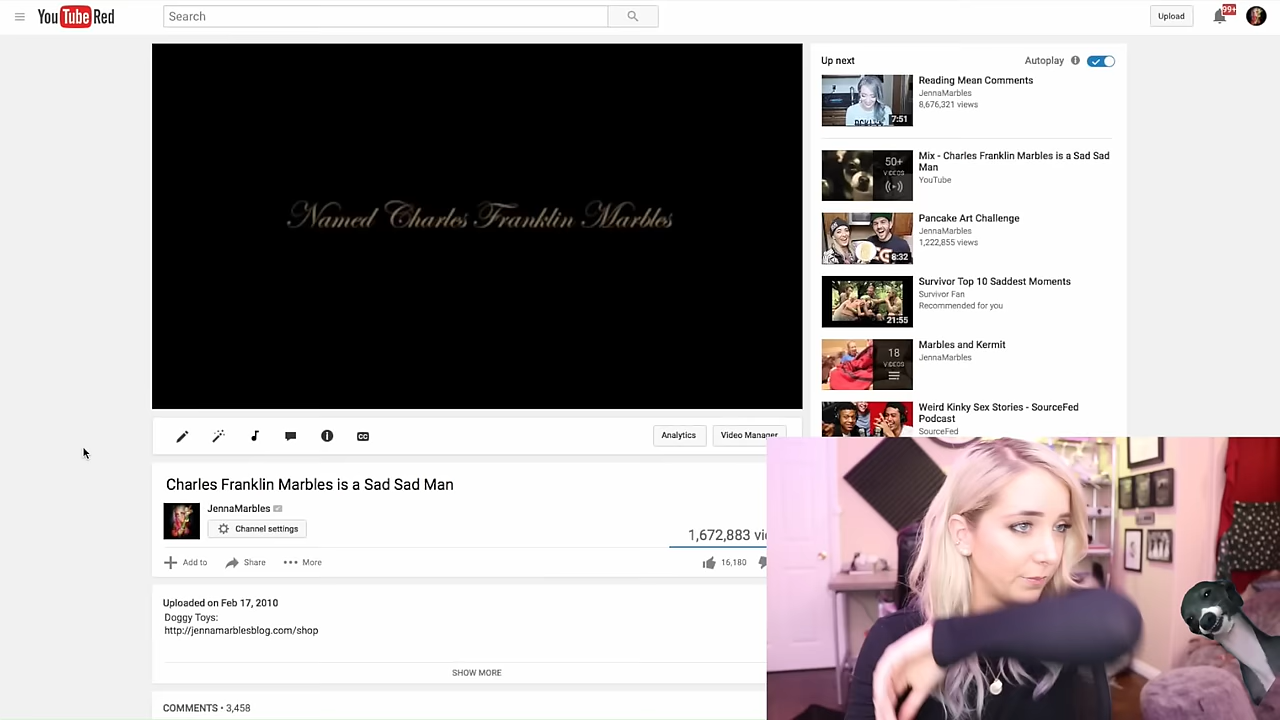 YouTube Red
Search
Upload
99+
Named Charles Franklin Marbles
Up next
Autoplay
Reading Mean Comments
JennaMarbles
8,676,321 views
7:51
Mix - Charles Franklin Marbles is a Sad Sad
Man
YouTube
50+
VIDEOS
Pancake Art Challenge
JennaMarbles
1,222,855 views
8:32
Survivor Top 10 Saddest Moments
Survivor Fan
Recommended for you
21:55
Marbles and Kermit
JennaMarbles
18
VIDEOS
Weird Kinky Sex Stories - SourceFed
Podcast
SourceFed
CC
Analytics
Video Manager
Charles Franklin Marbles is a Sad Sad Man
JennaMarbles
Channel settings
1,672,883
Add to
Share
More
16,180
Uploaded on Feb 17, 2010
Doggy Toys:
http://jennamarblesblog.com/shop
SHOW MORE
COMMENTS • 3,458